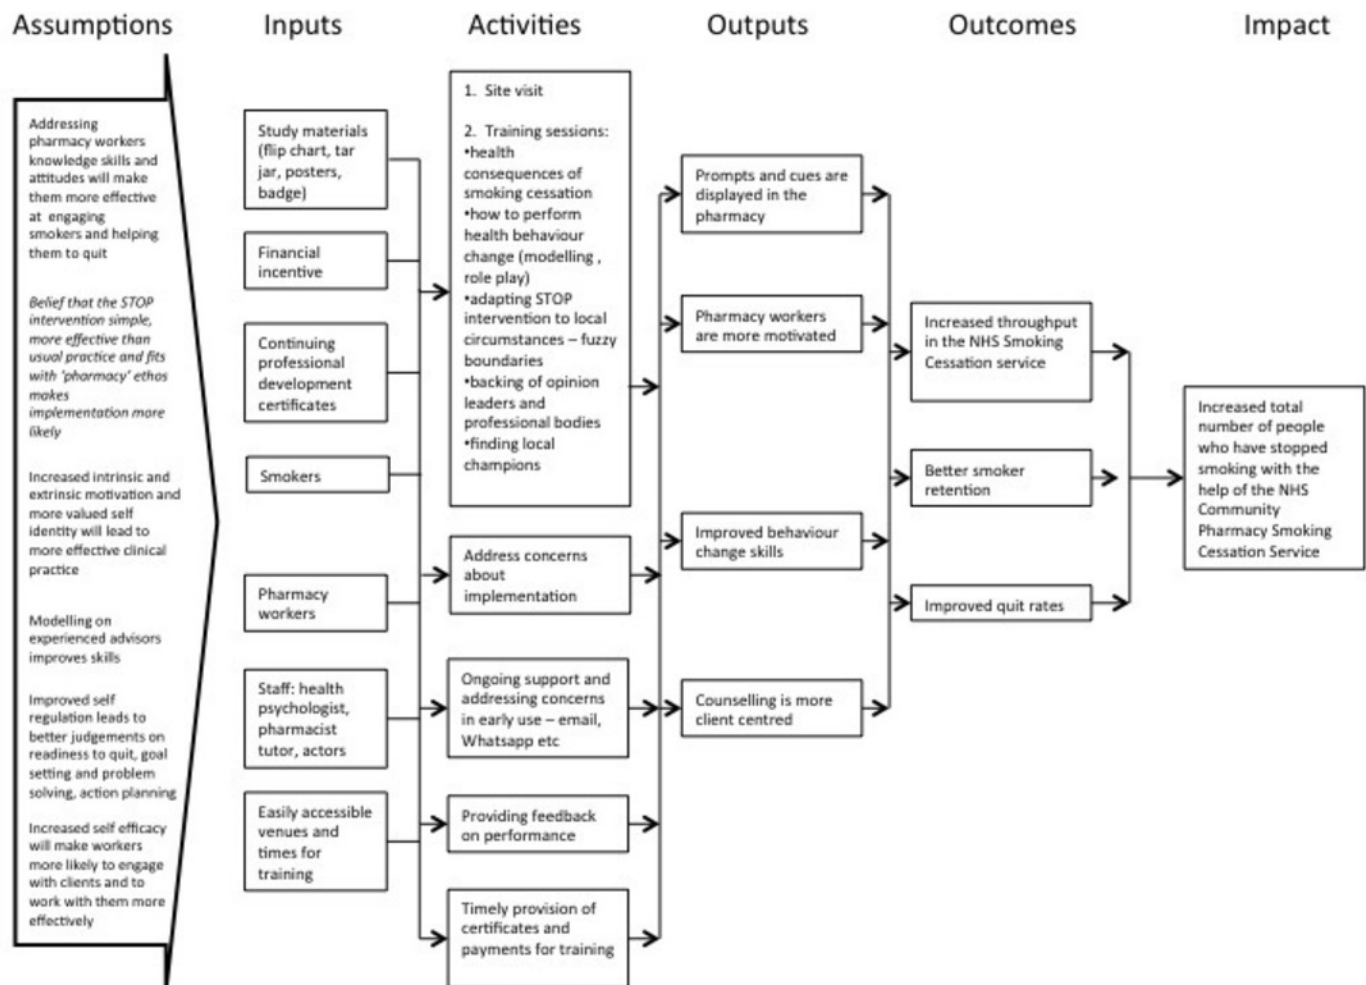 Assumptions
Inputs
Activities
Outputs
Outcomes
Impact
Addressing
pharmacy workers
knowledge skills and
attitudes will make
them more effective
at engaging
smokers and helping
them to quit
Belief that the STOP
intervention simple,
more effective than
usual practice and fits
with 'pharmacy' ethos
makes
implementation more
likely
Increased intrinsic and
extrinsic motivation and
more valued self
identity will lead to
more effective clinical
practice
Modelling on
experienced advisors
improves skills
Improved self
regulation leads to
better judgements on
readiness to quit, goal
setting and problem
solving, action planning
Increased self efficacy
will make workers
more likely to engage
with clients and to
work with them more
effectively
Study materials
(flip chart, tar
jar, posters,
badge)
Financial
incentive
Continuing
professional
development
certificates
Smokers
Pharmacy
workers
Staff: health
psychologist,
pharmacist
tutor, actors
Easily accessible
venues and
times for
training
1. Site visit
2. Training sessions:
•health
consequences of
smoking cessation
•how to perform
health behaviour
change (modelling ,
role play)
•adapting STOP
intervention to local
circumstances – fuzzy
boundaries
•backing of opinion
leaders and
professional bodies
•finding local
champions
Address concerns
about
implementation
Ongoing support and
addressing concerns
in early use – email,
Whatsapp etc
Providing feedback
on performance
Timely provision of
certificates and
payments for training
Prompts and cues are
displayed in the
pharmacy
Pharmacy workers
are more motivated
Improved behaviour
change skills
Counselling is more
client centred
Increased throughput
in the NHS Smoking
Cessation service
Better smoker
retention
Improved quit rates
Increased total
number of people
who have stopped
smoking with the
help of the NHS
Community
Pharmacy Smoking
Cessation Service